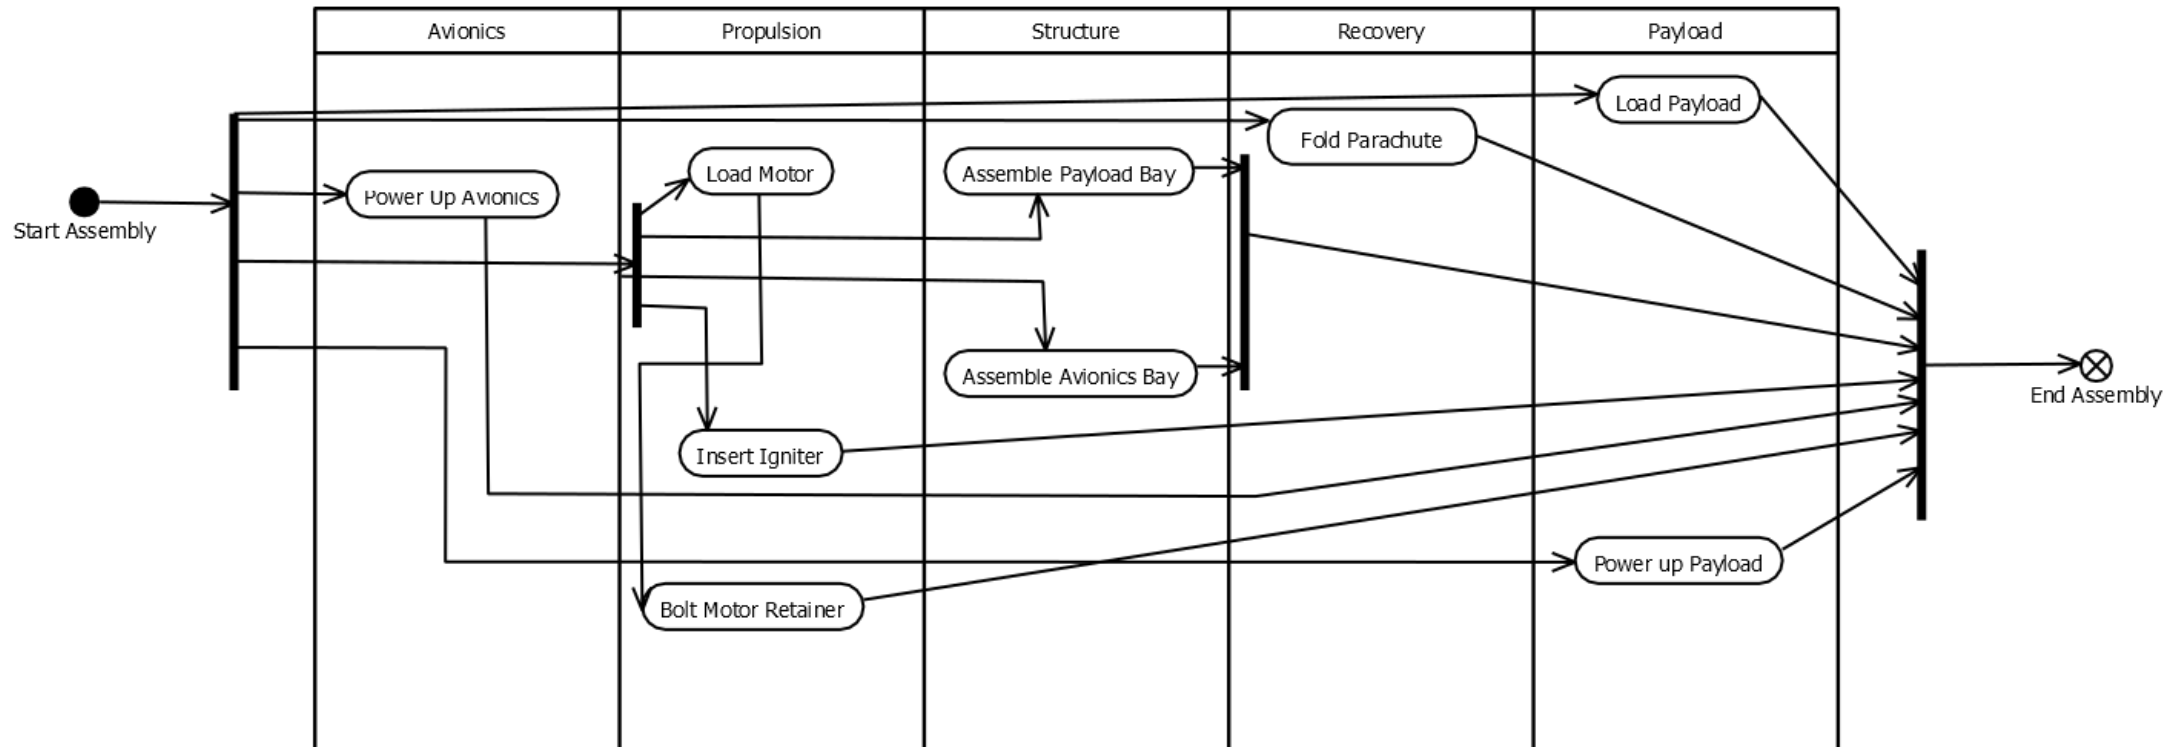 Avionics
Propulsion
Structure
Recovery
Payload
Load Payload
Fold Parachute
Load Motor
Assemble Payload Bay
Power Up Avionics
Start Assembly
Assemble Avionics Bay
End Assembly
Insert Igniter
Power up Payload
Bolt Motor Retainer